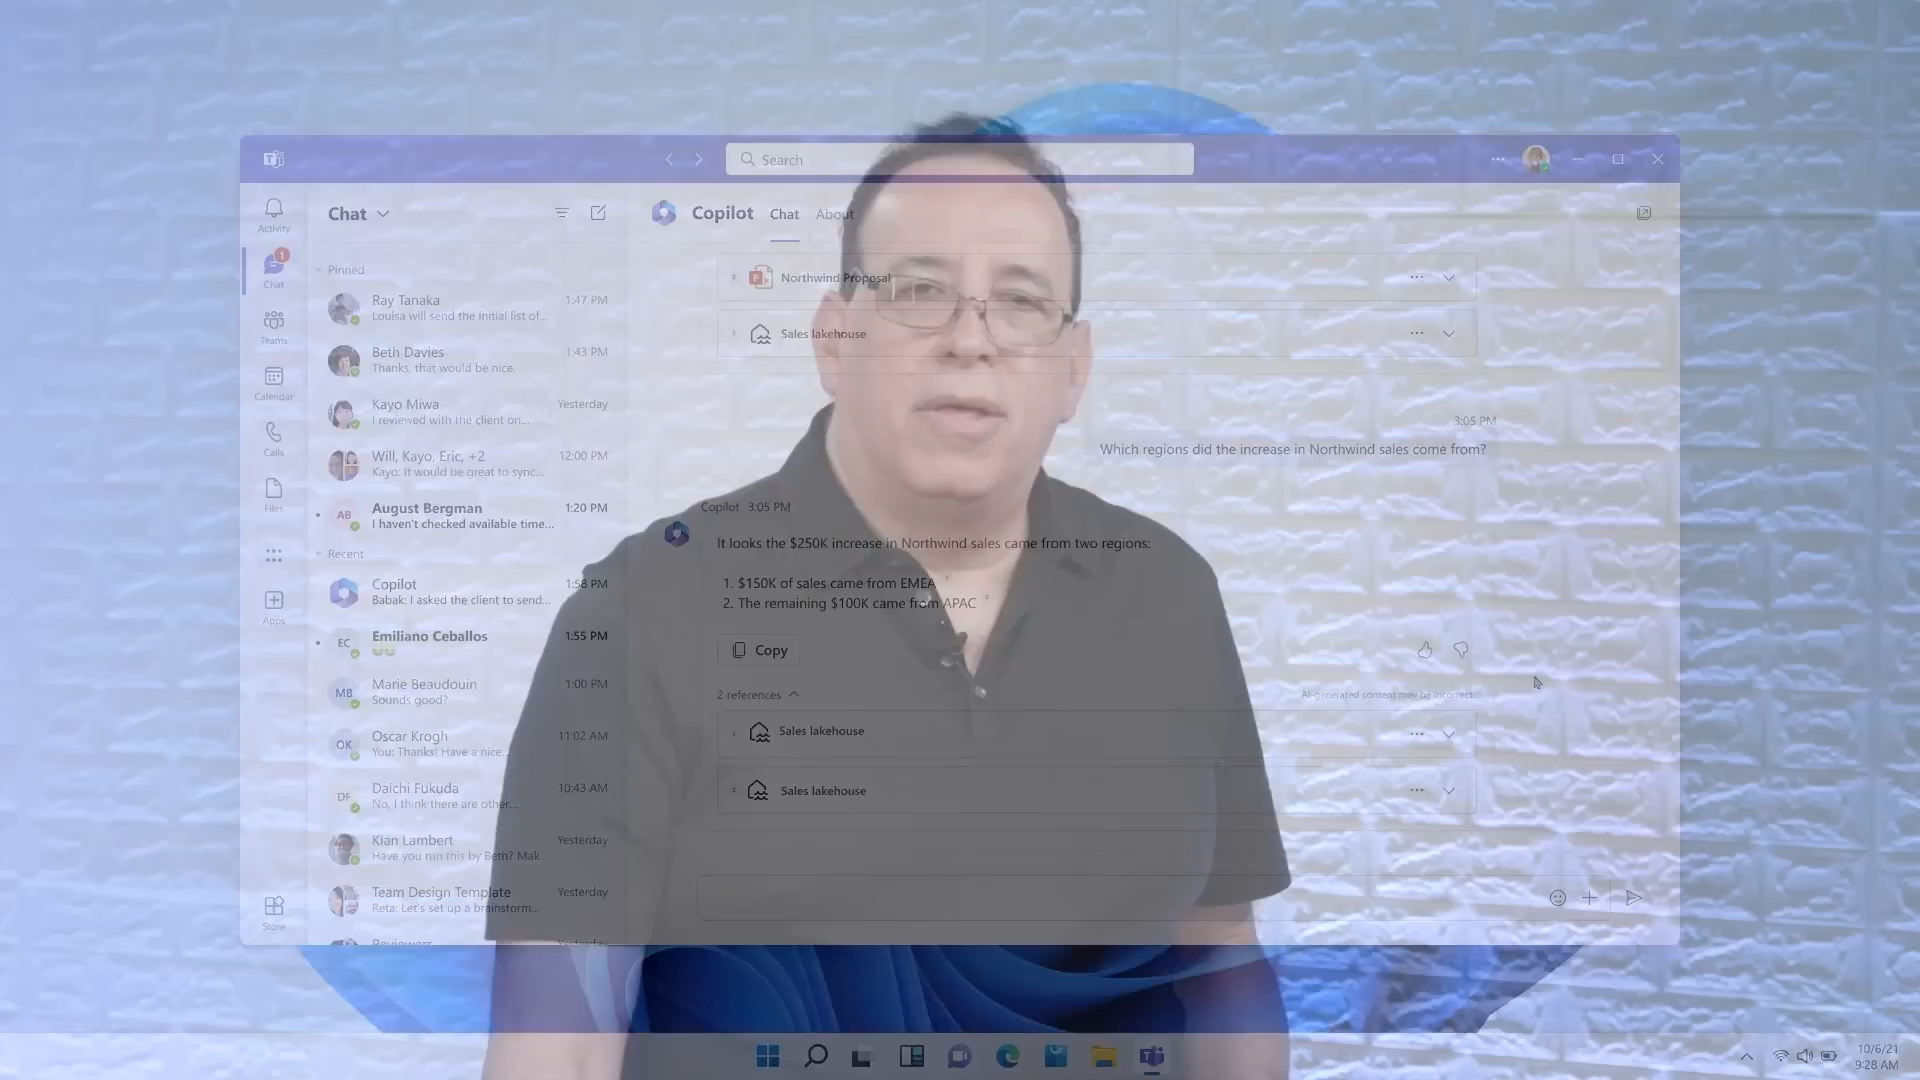 Search
Activity
Chat
Teams
Calendar
Calls
Files
Apps
Store
1
Chat
Pinned
Ray Tanaka 1:47 PM
Louisa will send the initial list of...
Beth Davies 1:43 PM
Thanks, that would be nice.
Kayo Miwa Yesterday
I reviewed with the client on...
Will, Kayo, Eric, +2 12:00 PM
Kayo: It would be great to sync...
AB August Bergman 1:20 PM
I haven't checked available time...
Recent
Copilot 1:58 PM
Babak: I asked the client to send...
EC Emiliano Ceballos 1:55 PM
MB Marie Beaudouin 1:00 PM
Sounds good?
OK Oscar Krogh 11:02 AM
You: Thanks! Have a nice...
DF Daichi Fukuda 10:43 AM
No, I think there are other...
Kian Lambert Yesterday
Have you run this by Beth? Mak...
Team Design Template Yesterday
Reta: Let's set up a brainstorm...
Reviewers Yesterday
Copilot Chat About
Northwind Proposal
Sales lakehouse
3:05 PM
Which regions did the increase in Northwind sales come from?
Copilot 3:05 PM
It looks the $250K increase in Northwind sales came from two regions:
1. $150K of sales came from EMEA
2. The remaining $100K came from APAC
Copy
2 references
AI-generated content may be incorrect
Sales lakehouse
Sales lakehouse
10/6/21
9:28 AM